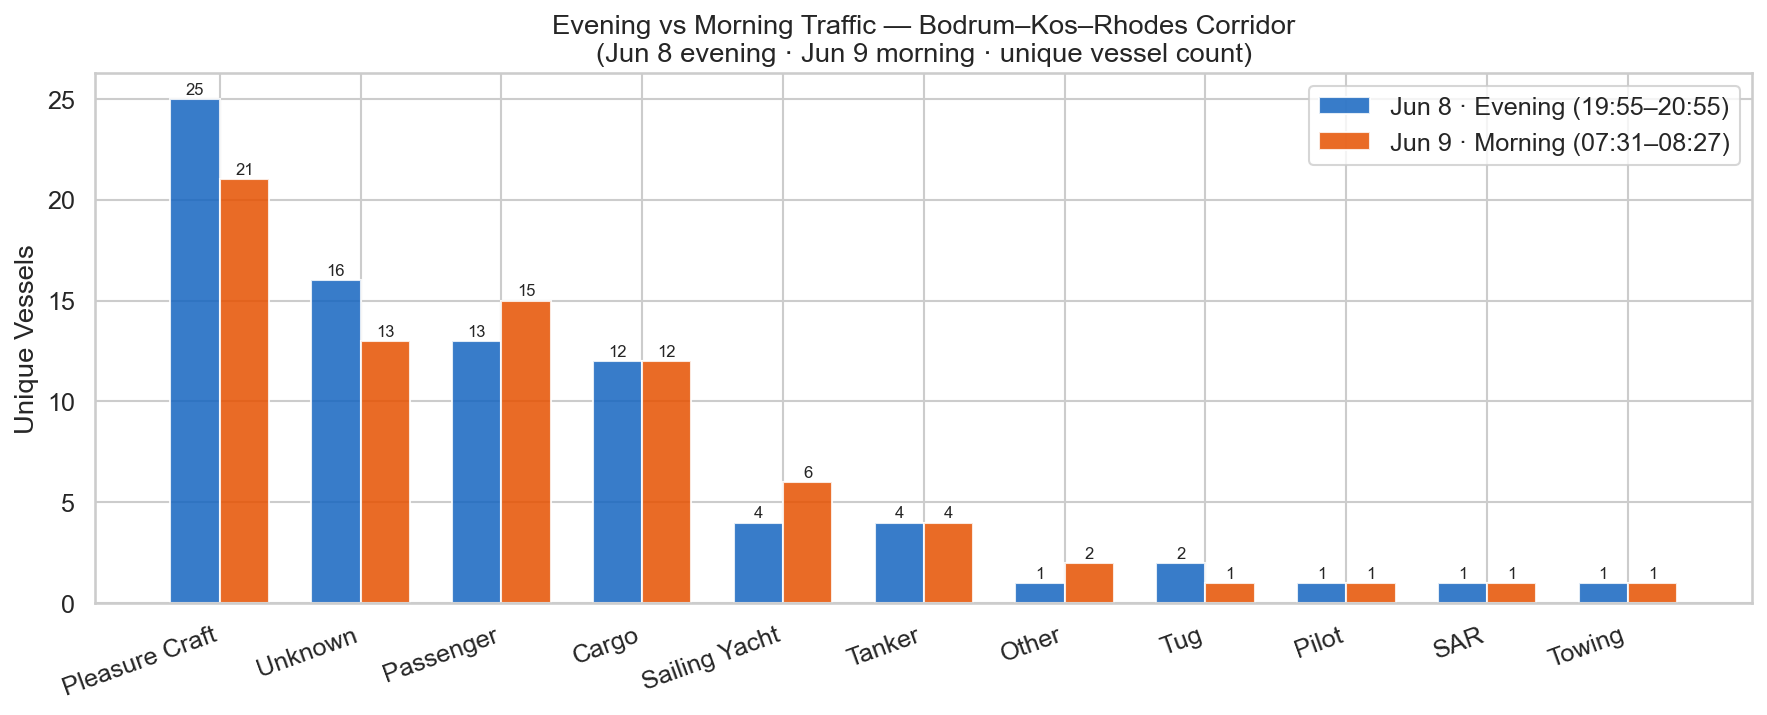 Evening vs Morning Traffic — Bodrum–Kos–Rhodes Corridor
(Jun 8 evening · Jun 9 morning · unique vessel count)
Jun 8 · Evening (19:55–20:55)
Jun 9 · Morning (07:31–08:27)
Unique Vessels
25
20
15
10
5
0
25 21
16 13
13 15
12 12
4 6
4 4
1 2
2 1
1 1
1 1
1 1
Pleasure Craft
Unknown
Passenger
Cargo
Sailing Yacht
Tanker
Other
Tug
Pilot
SAR
Towing